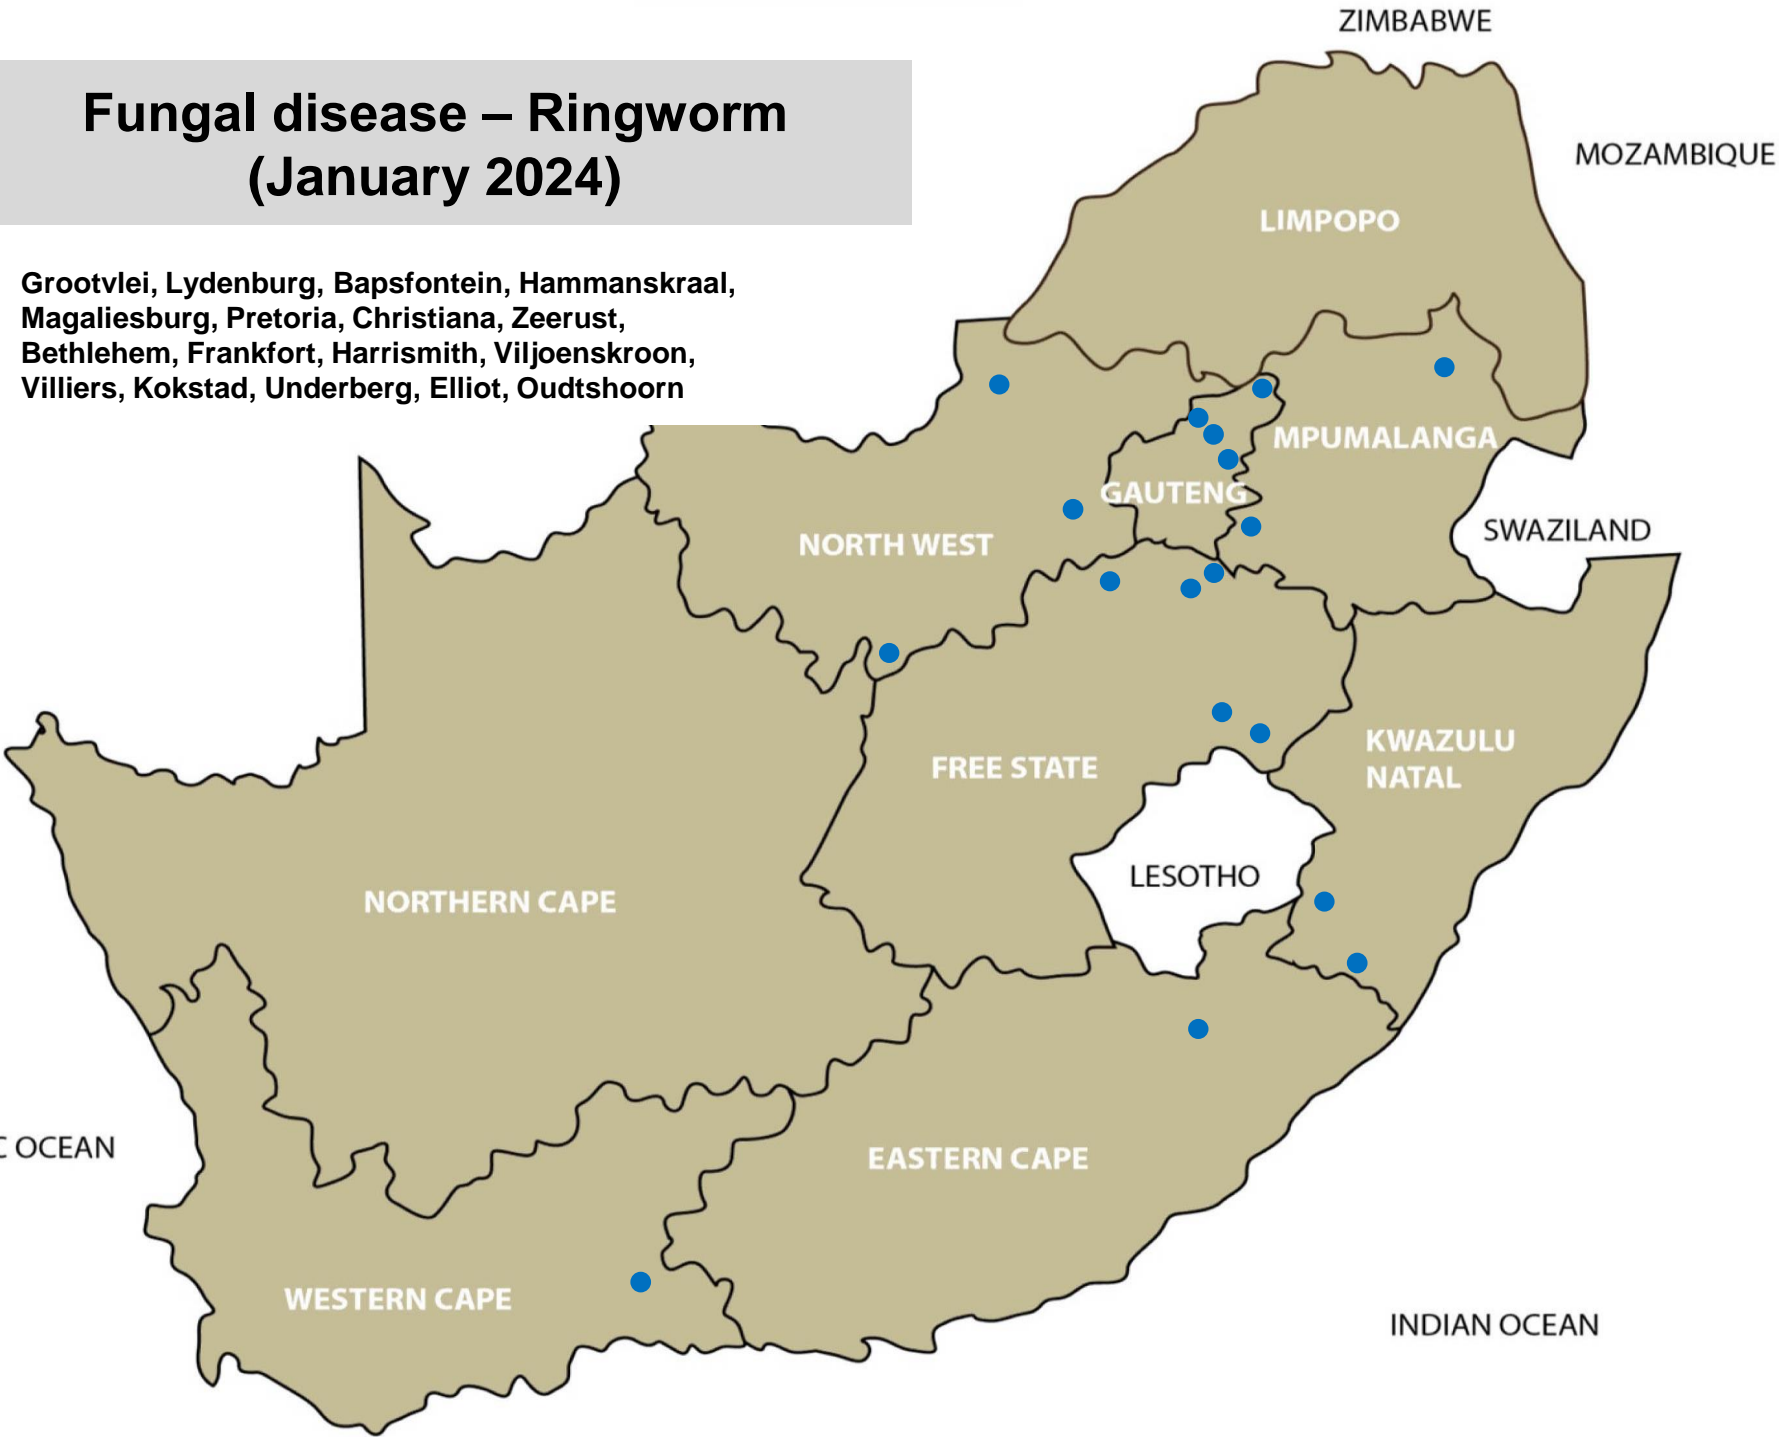 ZIMBABWE
Fungal disease – Ringworm
(January 2024)
MOZAMBIQUE
LIMPOPO
Grootvlei, Lydenburg, Bapsfontein, Hammanskraal,
Magaliesburg, Pretoria, Christiana, Zeerust,
Bethlehem, Frankfort, Harrismith, Viljoenskroon,
Villiers, Kokstad, Underberg, Elliot, Oudtshoorn
MPUMALANGA
GAUTENG
SWAZILAND
NORTH WEST
KWAZULU
NATAL
FREE STATE
LESOTHO
NORTHERN CAPE
C OCEAN
EASTERN CAPE
WESTERN CAPE
INDIAN OCEAN